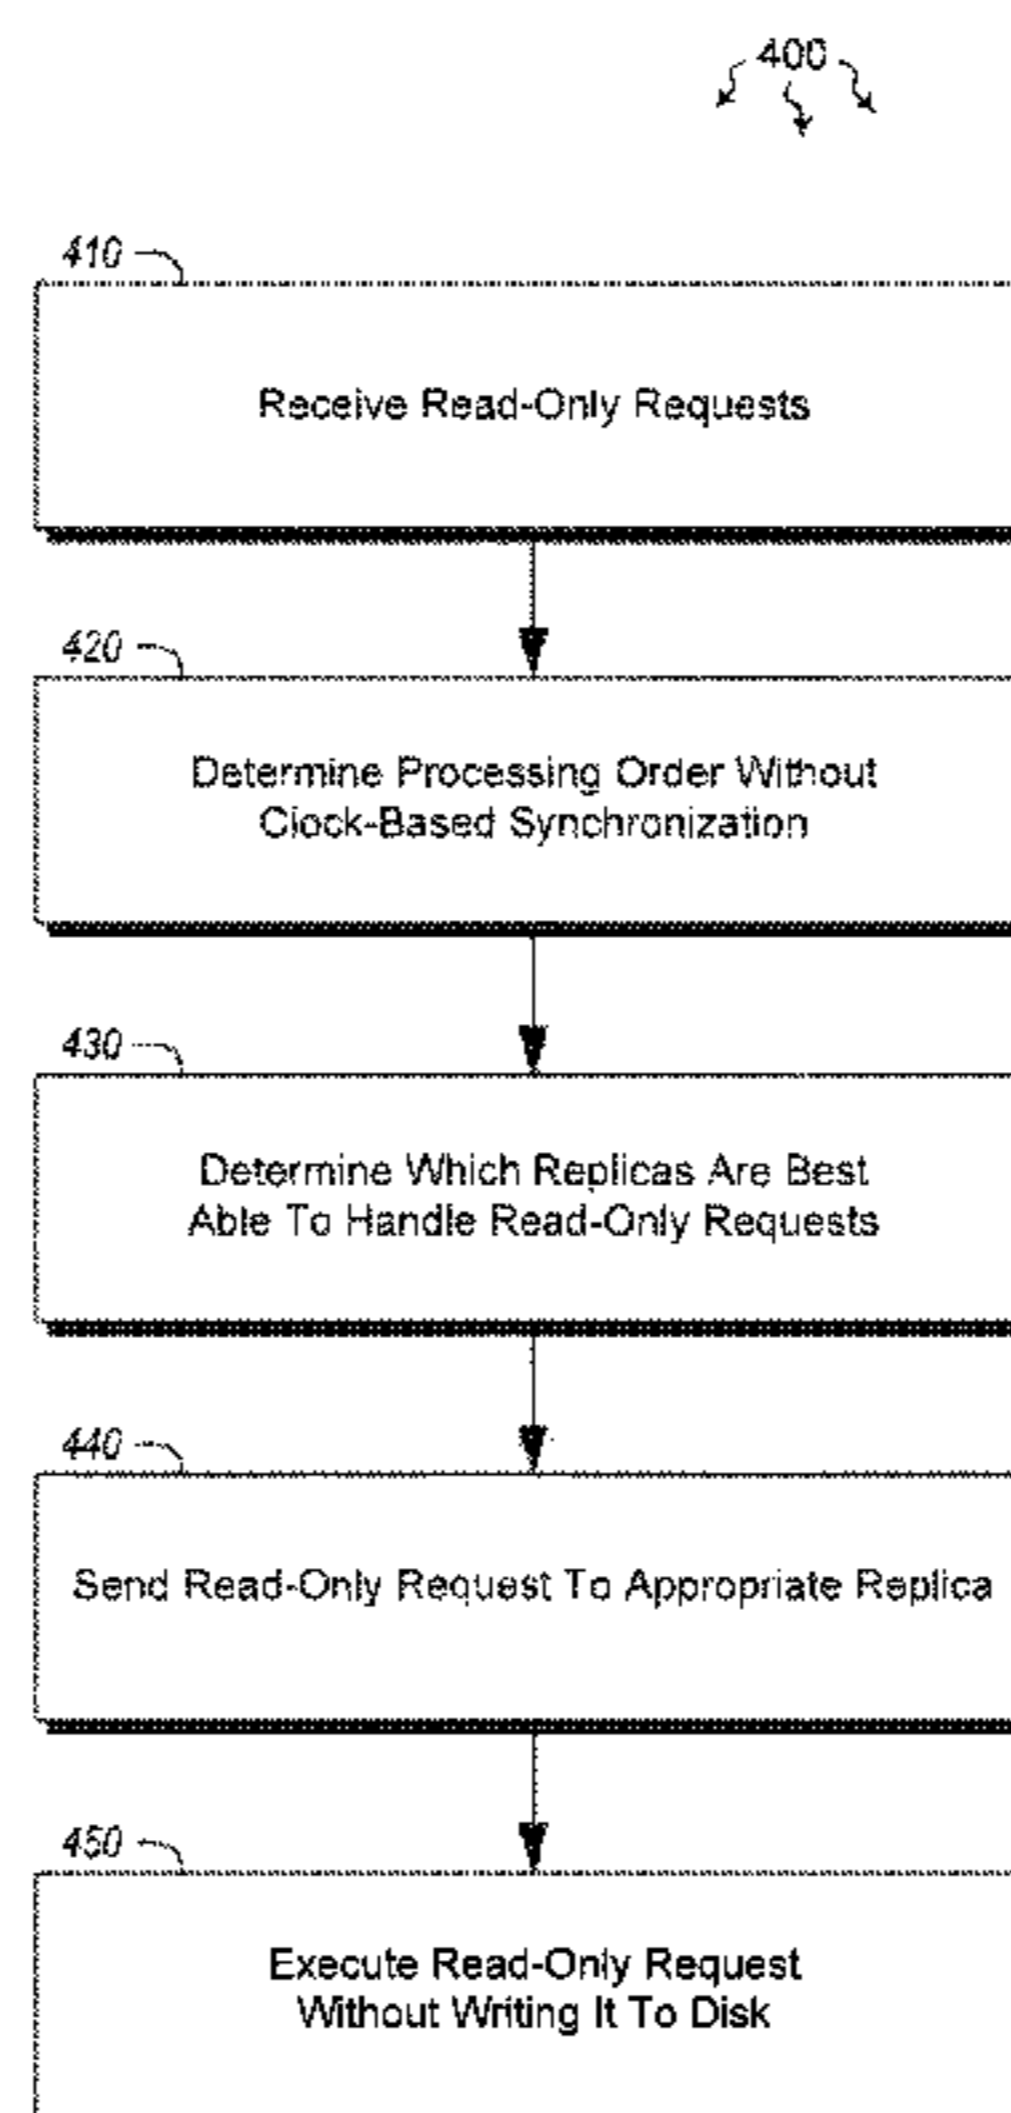 400
410
Receive Read-Only Requests
420
Determine Processing Order Without
Clock-Based Synchronization
430
Determine Which Replicas Are Best
Able To Handle Read-Only Requests
440
Send Read-Only Request To Appropriate Replica
450
Execute Read-Only Request
Without Writing It To Disk